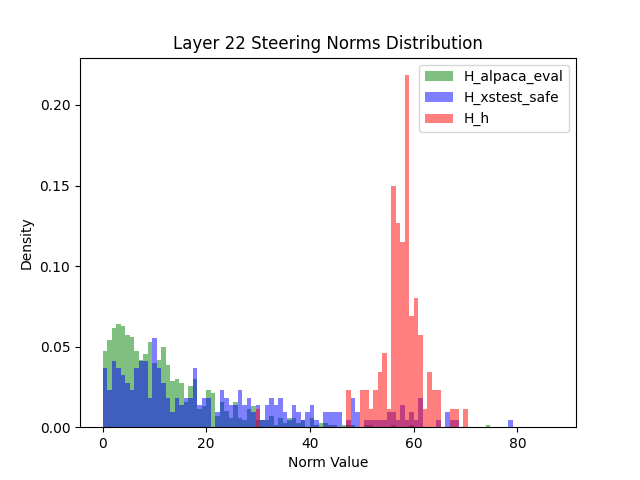 Layer 22 Steering Norms Distribution
H_alpaca_eval
H_xstest_safe
H_h
Density
0.20
0.15
0.10
0.05
0.00
0
20
40
60
80
Norm Value